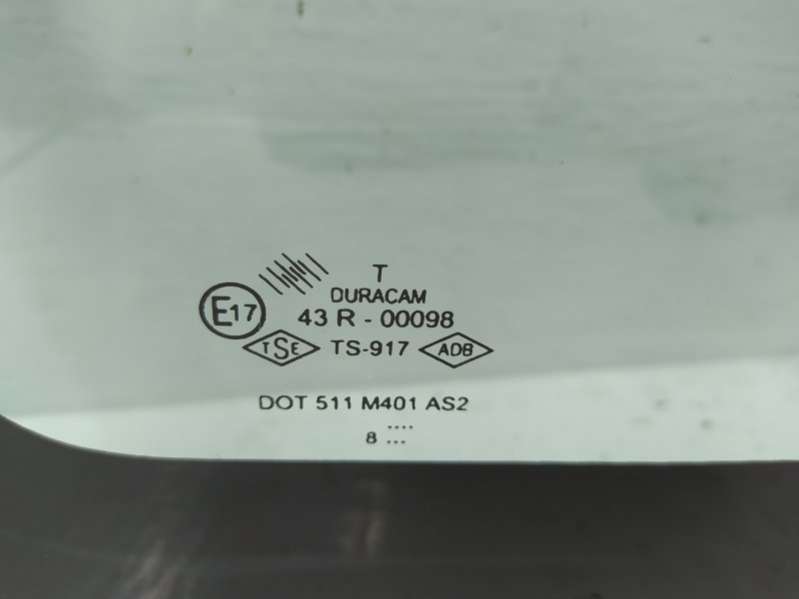 T
DURACAM
E17
43 R - 00098
TSE TS-917 ADB
DOT 511 M401 AS2
8 .... ...